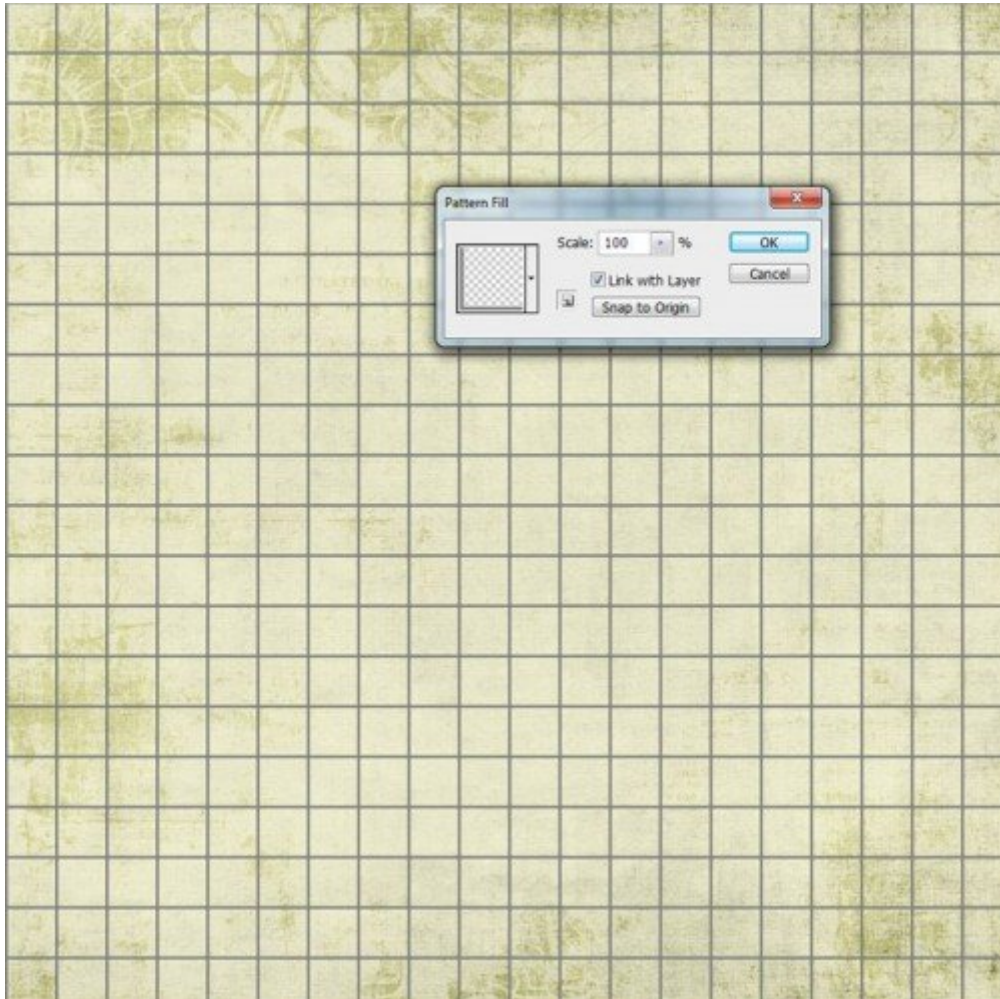 Pattern Fill
Scale: 100 %
OK
Link with Layer
Cancel
Snap to Origin